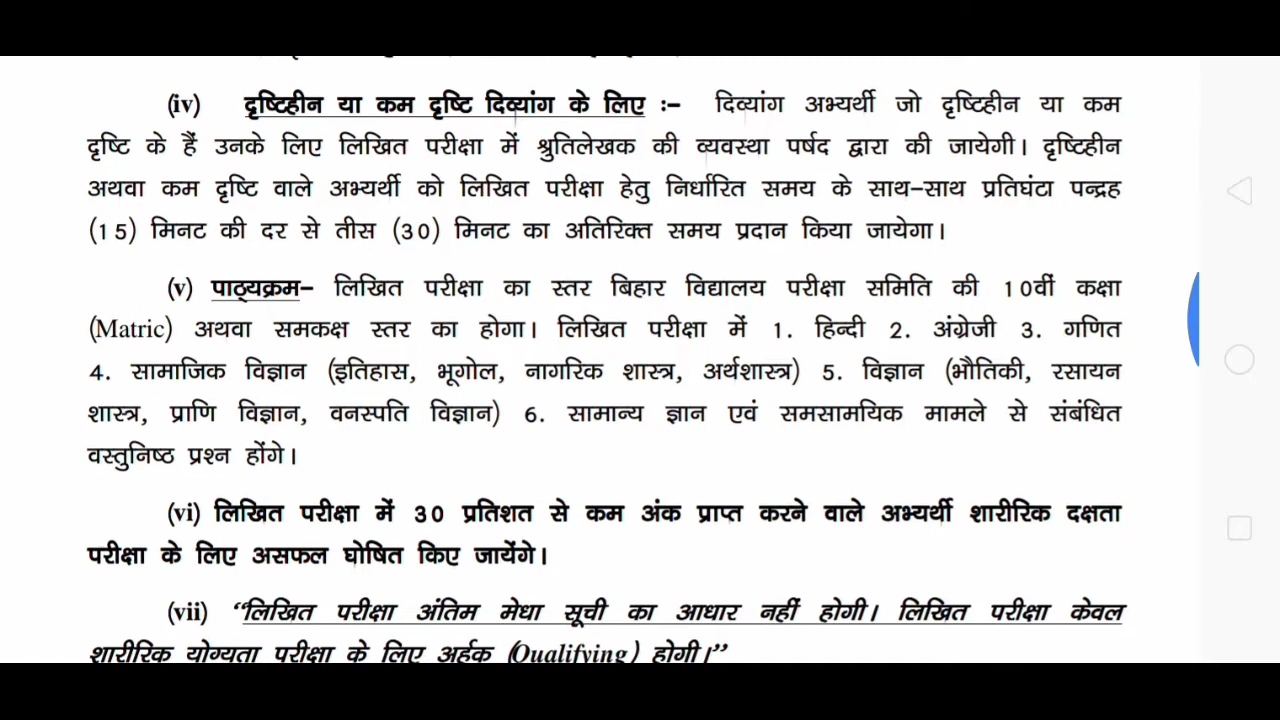 (iv) दृष्टिहीन या कम दृष्टि दिव्यांग के लिए :- दिव्यांग अभ्यर्थी जो दृष्टिहीन या कम
दृष्टि के हैं उनके लिए लिखित परीक्षा में श्रुतिलेखक की व्यवस्था पर्षद द्वारा की जायेगी। दृष्टिहीन
अथवा कम दृष्टि वाले अभ्यर्थी को लिखित परीक्षा हेतु निर्धारित समय के साथ-साथ प्रतिघंटा पन्द्रह
(15) मिनट की दर से तीस (30) मिनट का अतिरिक्त समय प्रदान किया जायेगा।
(v) पाठ्यक्रम- लिखित परीक्षा का स्तर बिहार विद्यालय परीक्षा समिति की 10वीं कक्षा
(Matric) अथवा समकक्ष स्तर का होगा। लिखित परीक्षा में 1. हिन्दी 2. अंग्रेजी 3. गणित
4. सामाजिक विज्ञान (इतिहास, भूगोल, नागरिक शास्त्र, अर्थशास्त्र) 5. विज्ञान (भौतिकी, रसायन
शास्त्र, प्राणि विज्ञान, वनस्पति विज्ञान) 6. सामान्य ज्ञान एवं समसामयिक मामले से संबंधित
वस्तुनिष्ठ प्रश्न होंगे।
(vi) लिखित परीक्षा में 30 प्रतिशत से कम अंक प्राप्त करने वाले अभ्यर्थी शारीरिक दक्षता
परीक्षा के लिए असफल घोषित किए जायेंगे।
(vii) “लिखित परीक्षा अंतिम मेधा सूची का आधार नहीं होगी। लिखित परीक्षा केवल
शारीरिक योग्यता परीक्षा के लिए अर्हक (Qualifying) होगी।”